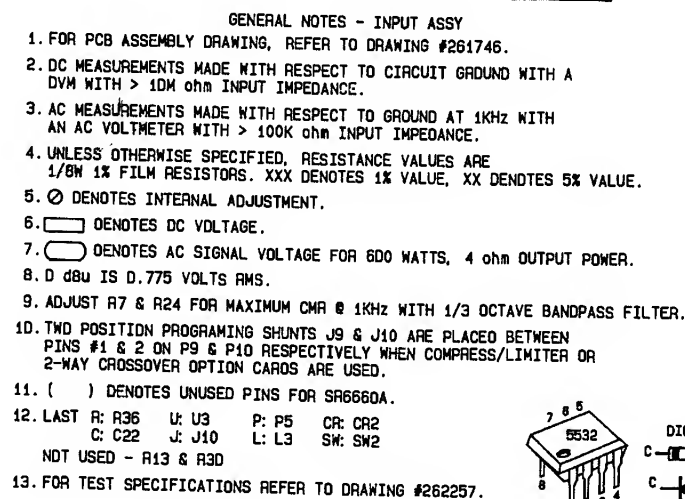 GENERAL NOTES - INPUT ASSY
1. FOR PCB ASSEMBLY DRAWING, REFER TO DRAWING #261746.
2. DC MEASUREMENTS MADE WITH RESPECT TO CIRCUIT GROUND WITH A
DVM WITH > 10M ohm INPUT IMPEDANCE.
3. AC MEASUREMENTS MADE WITH RESPECT TO GROUND AT 1KHz WITH
AN AC VOLTMETER WITH > 100K ohm INPUT IMPEDANCE.
4. UNLESS OTHERWISE SPECIFIED, RESISTANCE VALUES ARE
1/8W 1% FILM RESISTORS. XXX DENOTES 1% VALUE, XX DENOTES 5% VALUE.
5. ⊘ DENOTES INTERNAL ADJUSTMENT.
6. DENOTES DC VOLTAGE.
7. DENOTES AC SIGNAL VOLTAGE FOR 600 WATTS, 4 ohm OUTPUT POWER.
8. 0 dBu IS 0.775 VOLTS RMS.
9. ADJUST R7 & R24 FOR MAXIMUM CMR @ 1KHz WITH 1/3 OCTAVE BANDPASS FILTER.
10. TWO POSITION PROGRAMING SHUNTS J9 & J10 ARE PLACED BETWEEN
PINS #1 & 2 ON P9 & P10 RESPECTIVELY WHEN COMPRESS/LIMITER OR
2-WAY CROSSOVER OPTION CARDS ARE USED.
11. ( ) DENOTES UNUSED PINS FOR SR6660A.
12. LAST R: R36 U: U3 P: P5 CR: CR2
C: C22 J: J10 L: L3 SW: SW2
NOT USED - R13 & R30
13. FOR TEST SPECIFICATIONS REFER TO DRAWING #262257.
7 6 5
5532
8
C
C